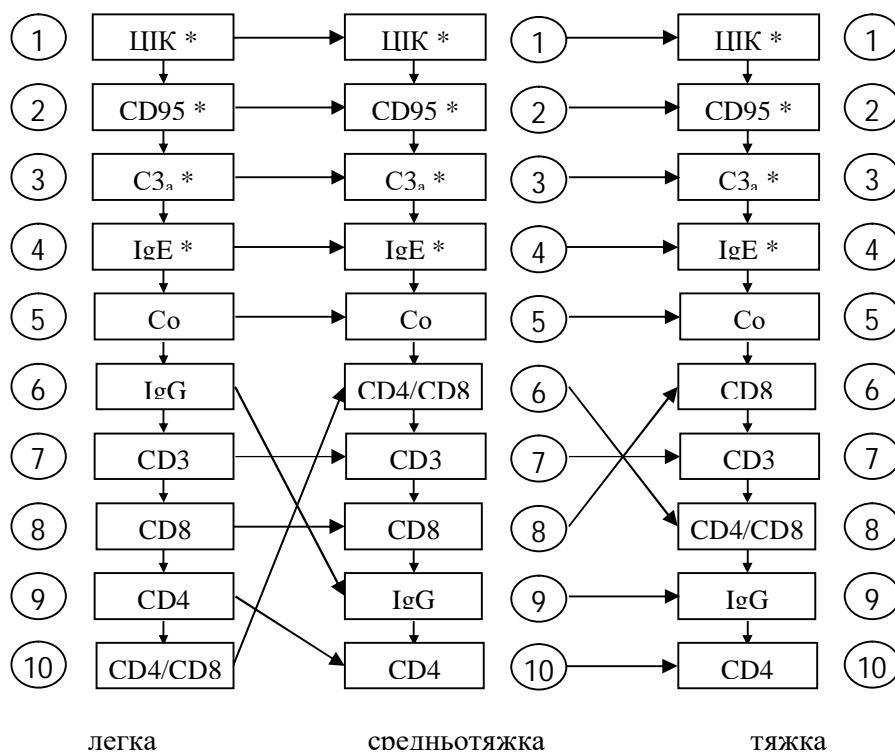 1 ЦІК * ЦІК * 1 ЦІК * 1
2 CD95 * CD95 * 2 CD95 * 2
3 C3а * C3а * 3 C3а * 3
4 IgE * IgE * 4 IgE * 4
5 Co Co 5 Co 5
6 IgG CD4/CD8 6 CD8 6
7 CD3 CD3 7 CD3 7
8 CD8 CD8 8 CD4/CD8 8
9 CD4 IgG 9 IgG 9
10 CD4/CD8 CD4 10 CD4 10
легка средньотяжка тяжка